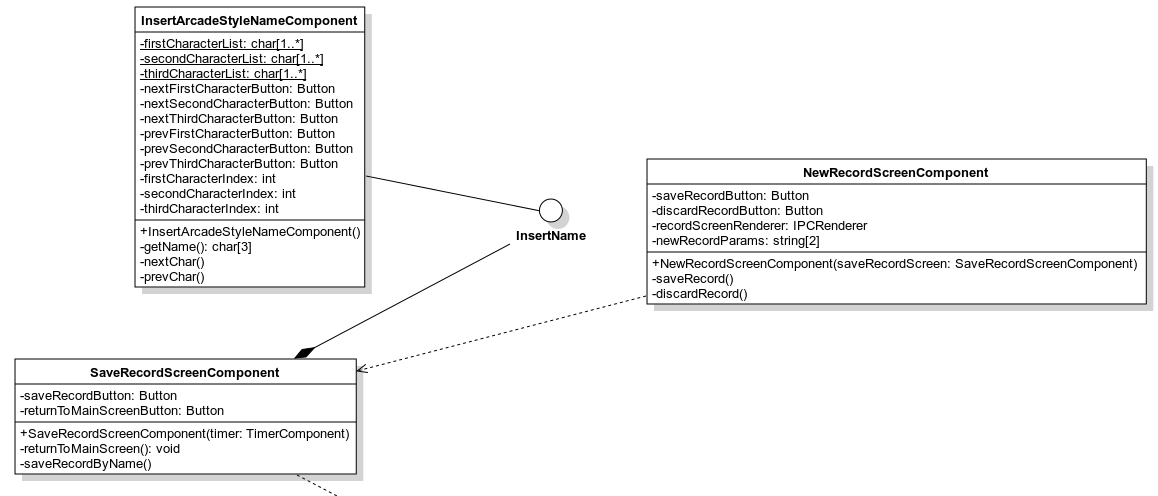 InsertArcadeStyleNameComponent
-firstCharacterList: char[1..*]
-secondCharacterList: char[1..*]
-thirdCharacterList: char[1..*]
-nextFirstCharacterButton: Button
-nextSecondCharacterButton: Button
-nextThirdCharacterButton: Button
-prevFirstCharacterButton: Button
-prevSecondCharacterButton: Button
-prevThirdCharacterButton: Button
-firstCharacterIndex: int
-secondCharacterIndex: int
-thirdCharacterIndex: int
+InsertArcadeStyleNameComponent()
-getName(): char[3]
-nextChar()
-prevChar()
InsertName
NewRecordScreenComponent
-saveRecordButton: Button
-discardRecordButton: Button
-recordScreenRenderer: IPCRenderer
-newRecordParams: string[2]
+NewRecordScreenComponent(saveRecordScreen: SaveRecordScreenComponent)
-saveRecord()
-discardRecord()
SaveRecordScreenComponent
-saveRecordButton: Button
-returnToMainScreenButton: Button
+SaveRecordScreenComponent(timer: TimerComponent)
-returnToMainScreen(): void
-saveRecordByName()